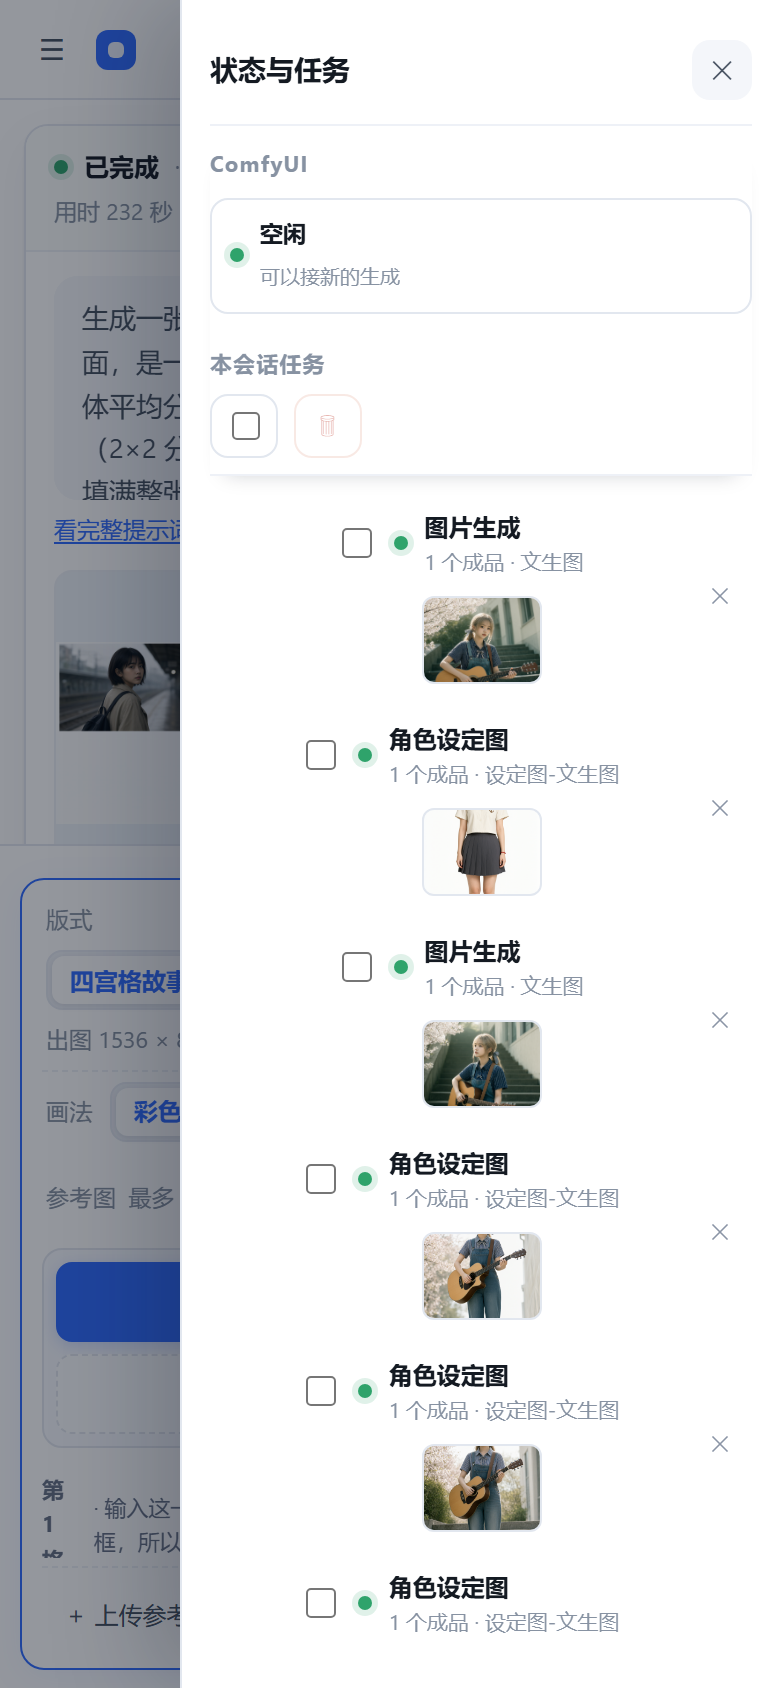 状态与任务
ComfyUI
空闲
可以接新的生成
本会话任务
图片生成
1 个成品 · 文生图
角色设定图
1 个成品 · 设定图-文生图
图片生成
1 个成品 · 文生图
角色设定图
1 个成品 · 设定图-文生图
角色设定图
1 个成品 · 设定图-文生图
角色设定图
1 个成品 · 设定图-文生图
已完成 ·
用时 232 秒
生成一张
面，是一
体平均分
（2×2 分
填满整张
看完整提示词
版式
四宫格故事
出图 1536 ×
画法 彩色
参考图 最多
第
1
格
· 输入这一
框，所以
+ 上传参考